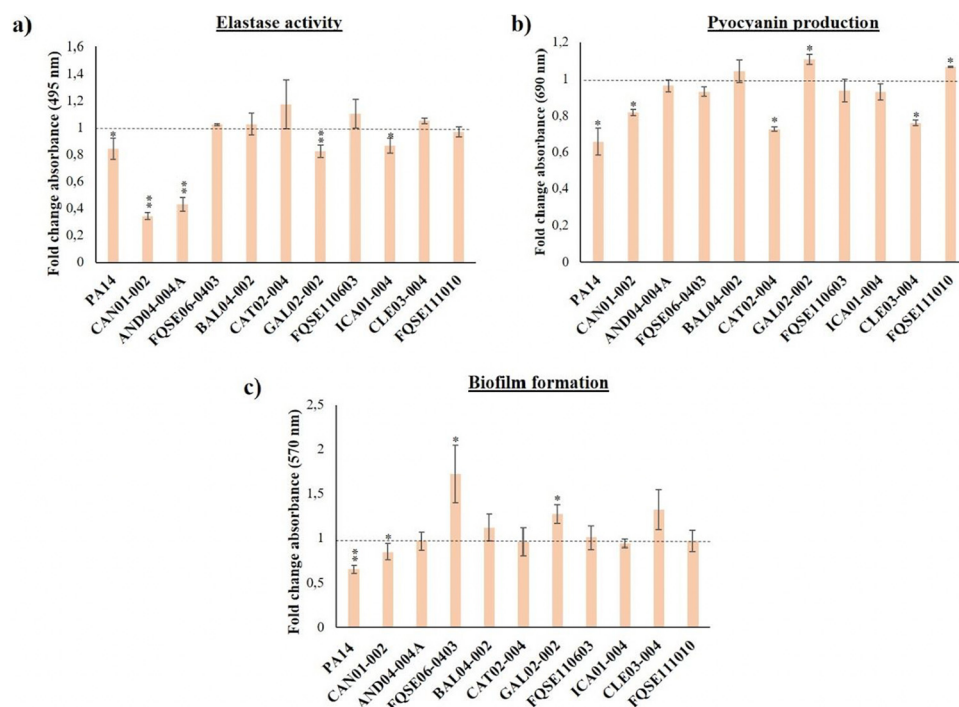 a)
Elastase activity
Fold change absorbance (495 nm)
1,6
1,4
1,2
1
0,8
0,6
0,4
0,2
0
*
**
**
**
*
PA14
CAN01-002
AND04-004A
FQSE06-0403
BAL04-002
CAT02-004
GAL02-002
FQSE110603
ICA01-004
CLE03-004
FQSE111010
b)
Pyocyanin production
Fold change absorbance (690 nm)
1,2
1
0,8
0,6
0,4
0,2
0
*
*
*
*
*
*
PA14
CAN01-002
AND04-004A
FQSE06-0403
BAL04-002
CAT02-004
GAL02-002
FQSE110603
ICA01-004
CLE03-004
FQSE111010
c)
Biofilm formation
Fold change absorbance (570 nm)
2,5
2
1,5
1
0,5
0
**
*
*
*
PA14
CAN01-002
AND04-004A
FQSE06-0403
BAL04-002
CAT02-004
GAL02-002
FQSE110603
ICA01-004
CLE03-004
FQSE111010